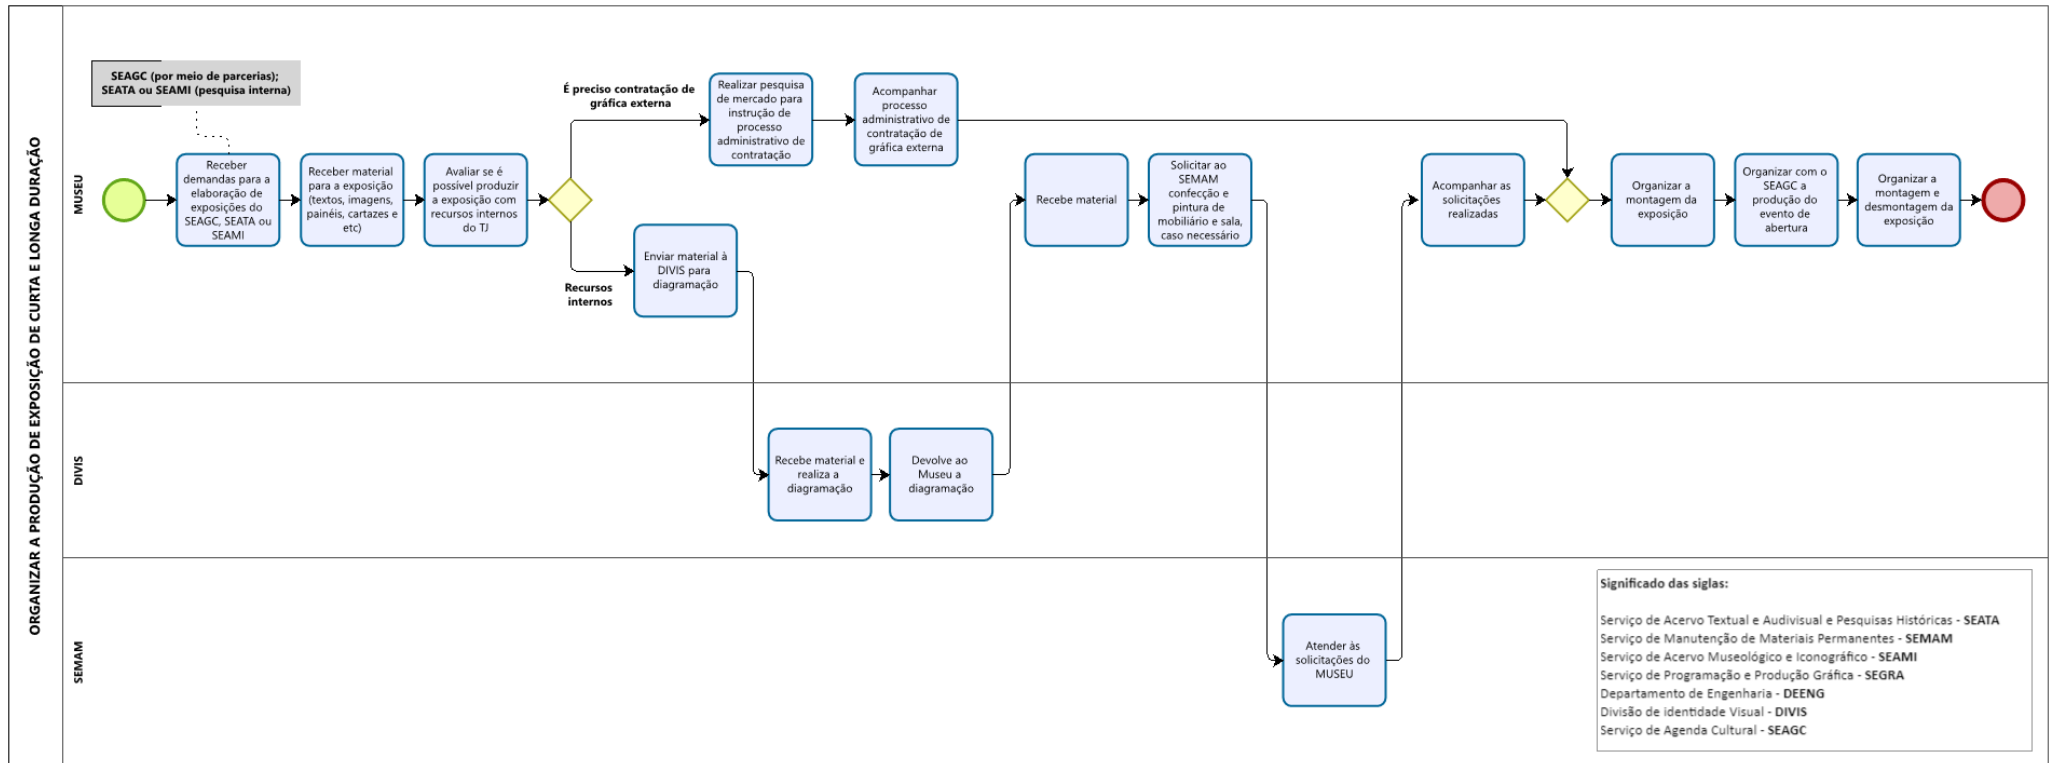 ORGANIZAR A PRODUÇÃO DE EXPOSIÇÃO DE CURTA E LONGA DURAÇÃO
MUSEU
SEAGC (por meio de parcerias);
SEATA ou SEAMI (pesquisa interna)
Receber
demandas para a
elaboração de
exposições do
SEAGC, SEATA ou
SEAMI
Receber material
para a exposição
(textos, imagens,
painéis, cartazes e
etc)
Avaliar se é
possível produzir
a exposição com
recursos internos
do TJ
É preciso contratação de
gráfica externa
Realizar pesquisa
de mercado para
instrução de
processo
administrativo de
contratação
Acompanhar
processo
administrativo de
contratação de
gráfica externa
Recursos
internos
Enviar material à
DIVIS para
diagramação
Recebe material
Solicitar ao
SEMAM
confecção e
pintura de
mobiliário e sala,
caso necessário
Acompanhar as
solicitações
realizadas
Organizar a
montagem da
exposição
Organizar com o
SEAGC a
produção do
evento de
abertura
Organizar a
montagem e
desmontagem da
exposição
DIVIS
Recebe material e
realiza a
diagramação
Devolve ao
Museu a
diagramação
SEMAM
Atender às
solicitações do
MUSEU
Significado das siglas:
Serviço de Acervo Textual e Audivisual e Pesquisas Históricas - SEATA
Serviço de Manutenção de Materiais Permanentes - SEMAM
Serviço de Acervo Museológico e Iconográfico - SEAMI
Serviço de Programação e Produção Gráfica - SEGRA
Departamento de Engenharia - DEENG
Divisão de identidade Visual - DIVIS
Serviço de Agenda Cultural - SEAGC